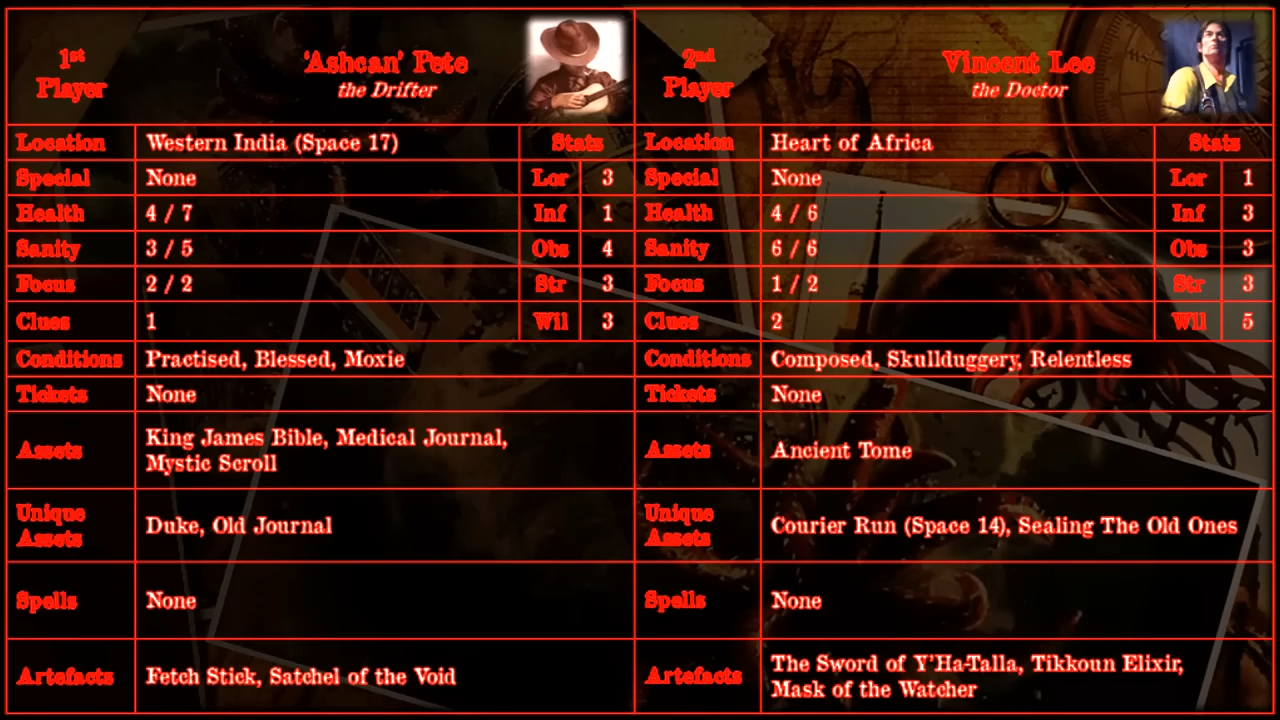 1st
Player
'Ashcan' Pete
the Drifter
Location
Western India (Space 17)
Stats
Special
None
Lor
3
Health
4 / 7
Inf
1
Sanity
3 / 5
Obs
4
Focus
2 / 2
Str
3
Clues
1
Wil
3
Conditions
Practised, Blessed, Moxie
Tickets
None
Assets
King James Bible, Medical Journal,
Mystic Scroll
Unique
Assets
Duke, Old Journal
Spells
None
Artefacts
Fetch Stick, Satchel of the Void
2nd
Player
Vincent Lee
the Doctor
Location
Heart of Africa
Stats
Special
None
Lor
1
Health
4 / 6
Inf
3
Sanity
6 / 6
Obs
3
Focus
1 / 2
Str
3
Clues
2
Wil
5
Conditions
Composed, Skullduggery, Relentless
Tickets
None
Assets
Ancient Tome
Unique
Assets
Courier Run (Space 14), Sealing The Old Ones
Spells
None
Artefacts
The Sword of Y'Ha-Talla, Tikkoun Elixir,
Mask of the Watcher